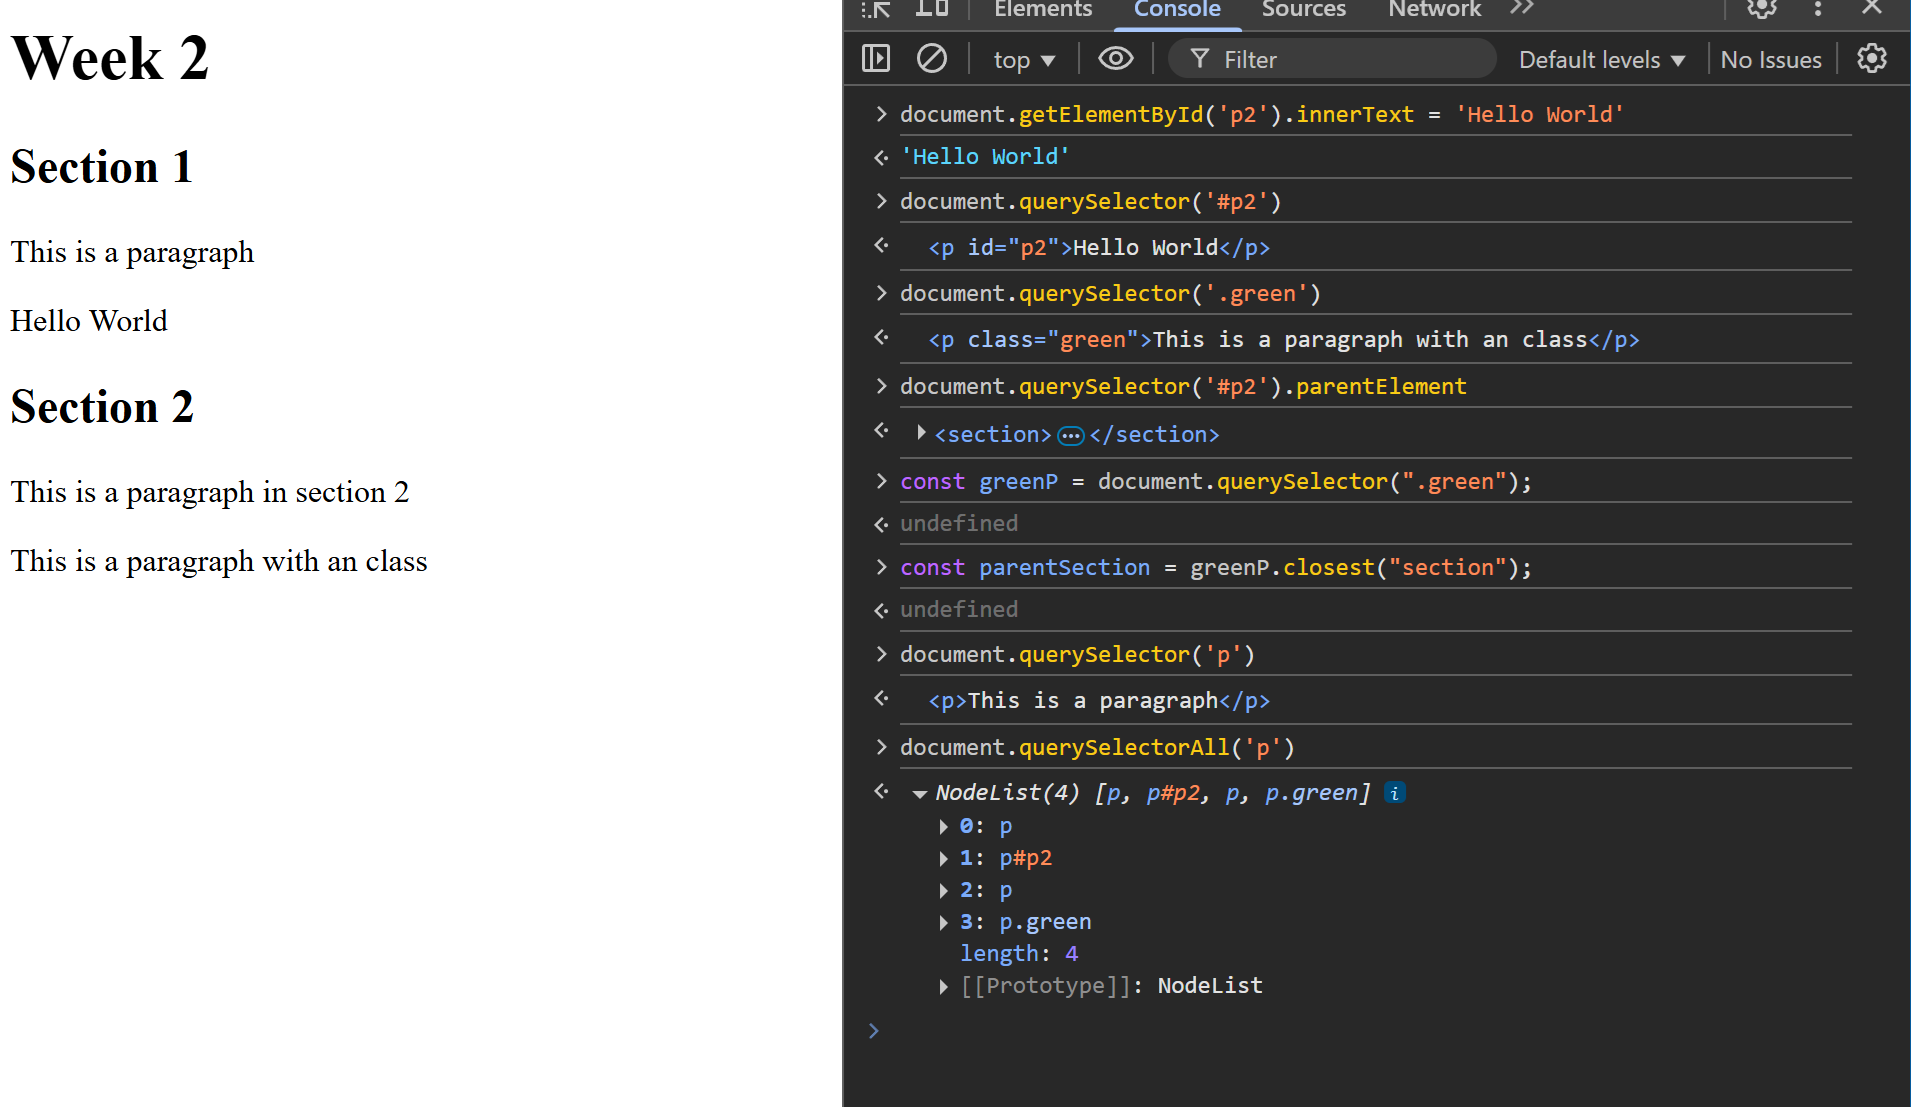 Week 2
Section 1
This is a paragraph
Hello World
Section 2
This is a paragraph in section 2
This is a paragraph with an class
Elements Console Sources Network
top Filter Default levels No Issues
document.getElementById('p2').innerText = 'Hello World'
'Hello World'
document.querySelector('#p2')
<p id="p2">Hello World</p>
document.querySelector('.green')
<p class="green">This is a paragraph with an class</p>
document.querySelector('#p2').parentElement
<section>…</section>
const greenP = document.querySelector(".green");
undefined
const parentSection = greenP.closest("section");
undefined
document.querySelector('p')
<p>This is a paragraph</p>
document.querySelectorAll('p')
NodeList(4) [p, p#p2, p, p.green] i
0: p
1: p#p2
2: p
3: p.green
length: 4
[[Prototype]]: NodeList